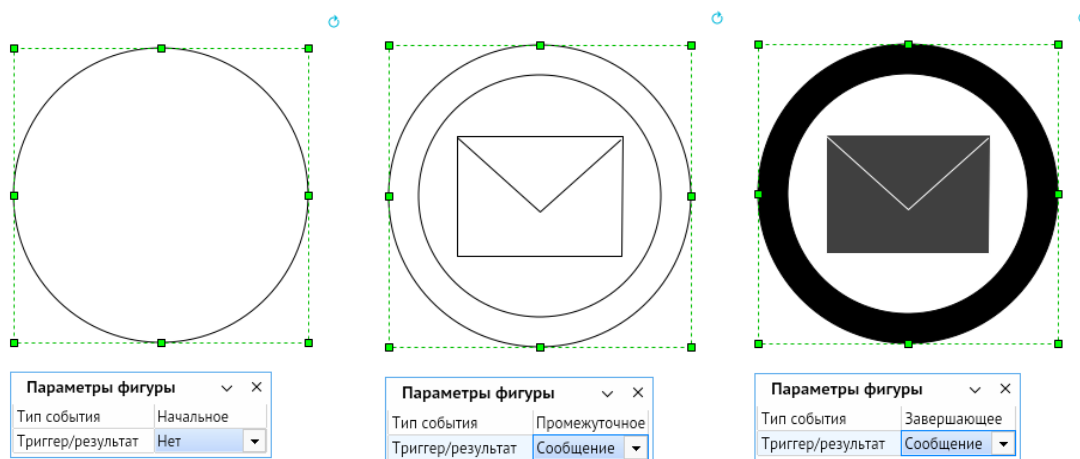 Параметры фигуры
Тип события Начальное
Триггер/результат Нет
Параметры фигуры
Тип события Промежуточное
Триггер/результат Сообщение
Параметры фигуры
Тип события Завершающее
Триггер/результат Сообщение